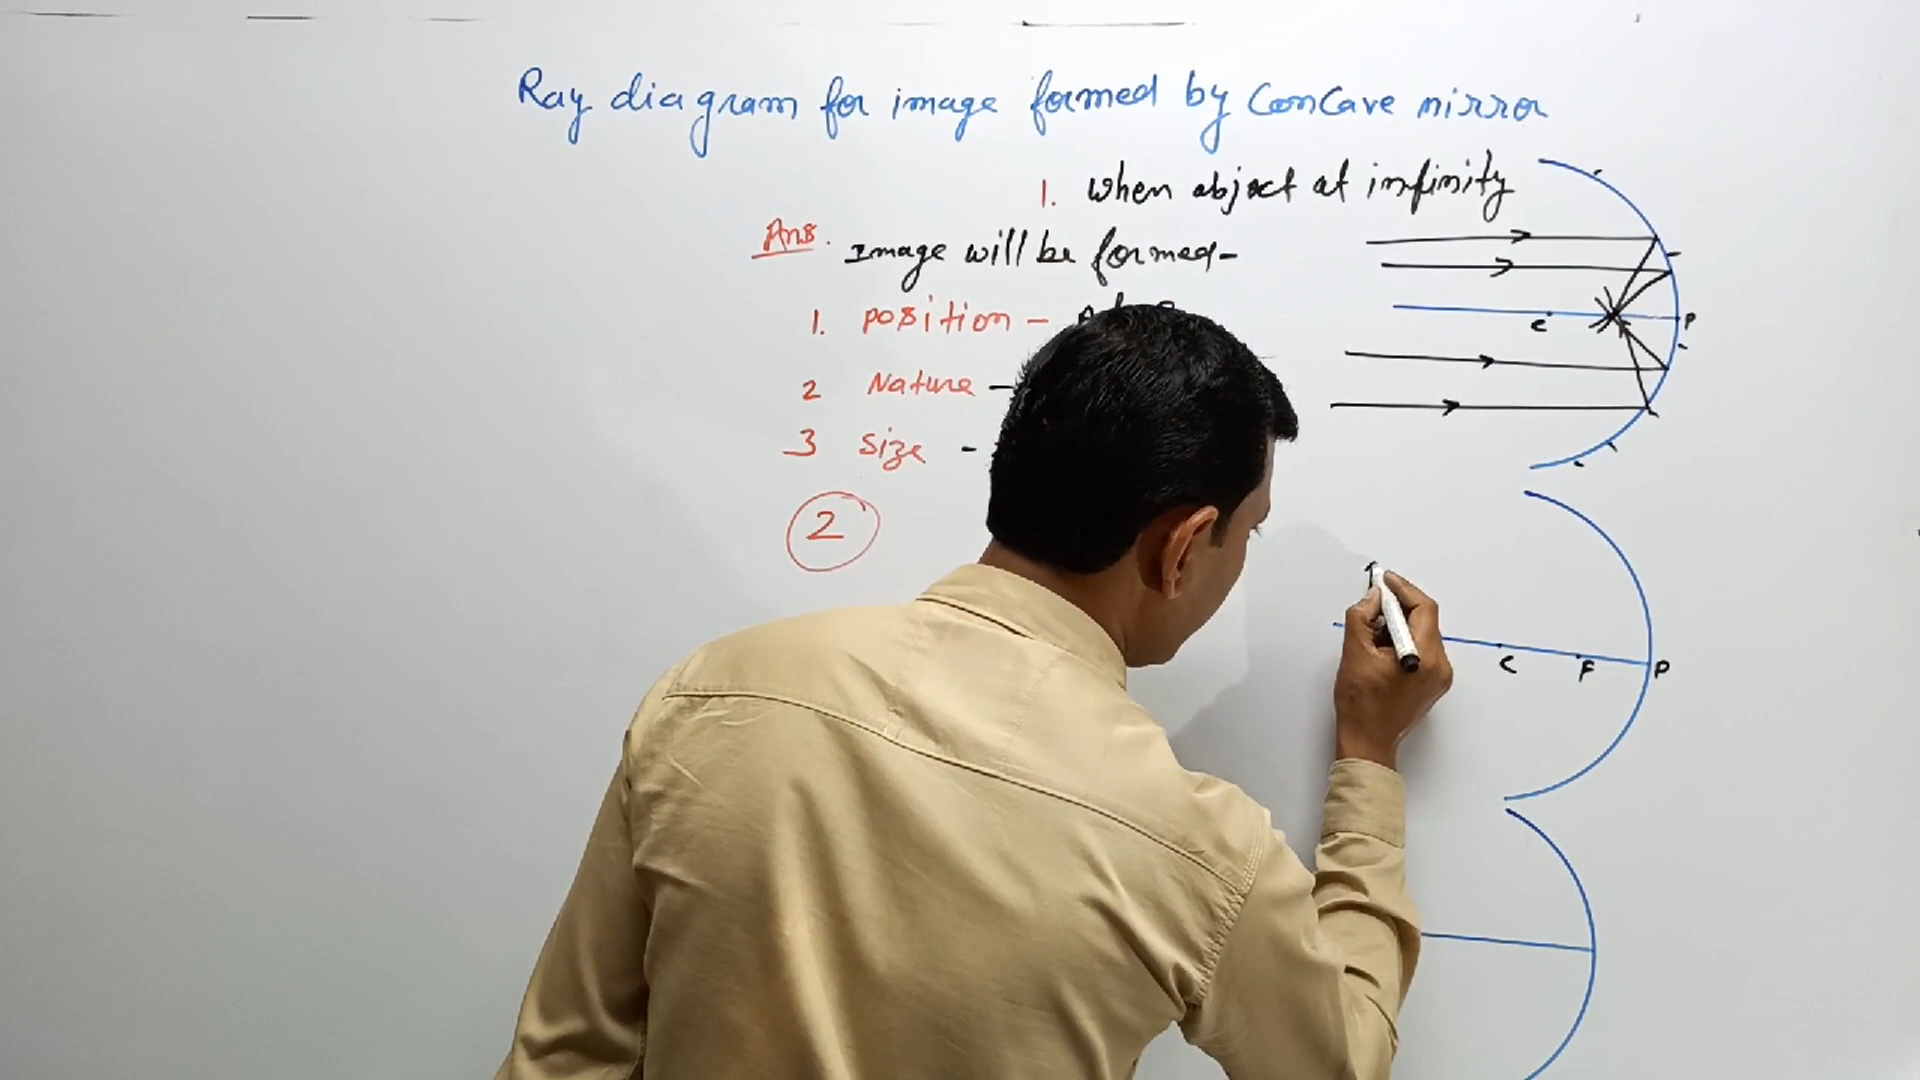 Ray diagram for image formed by Concave mirror
1. When object at infinity
Ans. Image will be formed-
1. position -
2 Nature -
3 Size -
2
C P
C F P